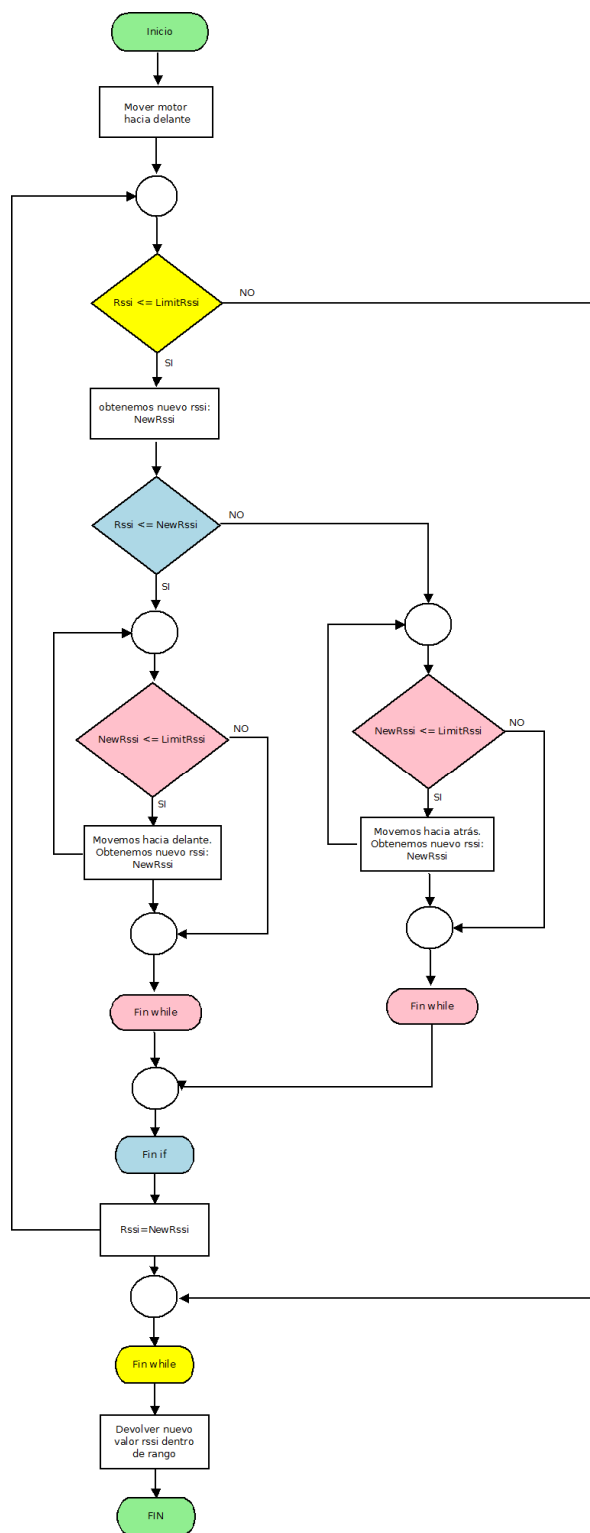 Inicio
Mover motor
hacia delante
Rssi <= LimitRssi
NO
SI
obtenemos nuevo rssi:
NewRssi
Rssi <= NewRssi
NO
SI
NewRssi <= LimitRssi
NO
SI
Movemos hacia delante.
Obtenemos nuevo rssi:
NewRssi
Fin while
NewRssi <= LimitRssi
NO
SI
Movemos hacia atrás.
Obtenemos nuevo rssi:
NewRssi
Fin while
Fin if
Rssi=NewRssi
Fin while
Devolver nuevo
valor rssi dentro
de rango
FIN